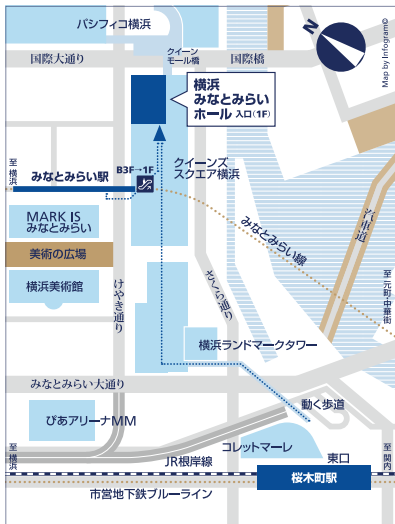 パシフィコ横浜
国際大通り
クイーン
モール橋
国際橋
N
Map by Infogram©
横浜
みなとみらい
ホール 入口(1F)
至横浜
みなとみらい駅
B3F→1F
クイーンズ
スクエア横浜
MARK IS
みなとみらい
みなとみらい線
汽車道
美術の広場
横浜美術館
けやき通り
さくら通り
至元町・中華街
横浜ランドマークタワー
みなとみらい大通り
動く歩道
ぴあアリーナMM
コレットマーレ
東口
至横浜
JR根岸線
桜木町駅
至関内
市営地下鉄ブルーライン